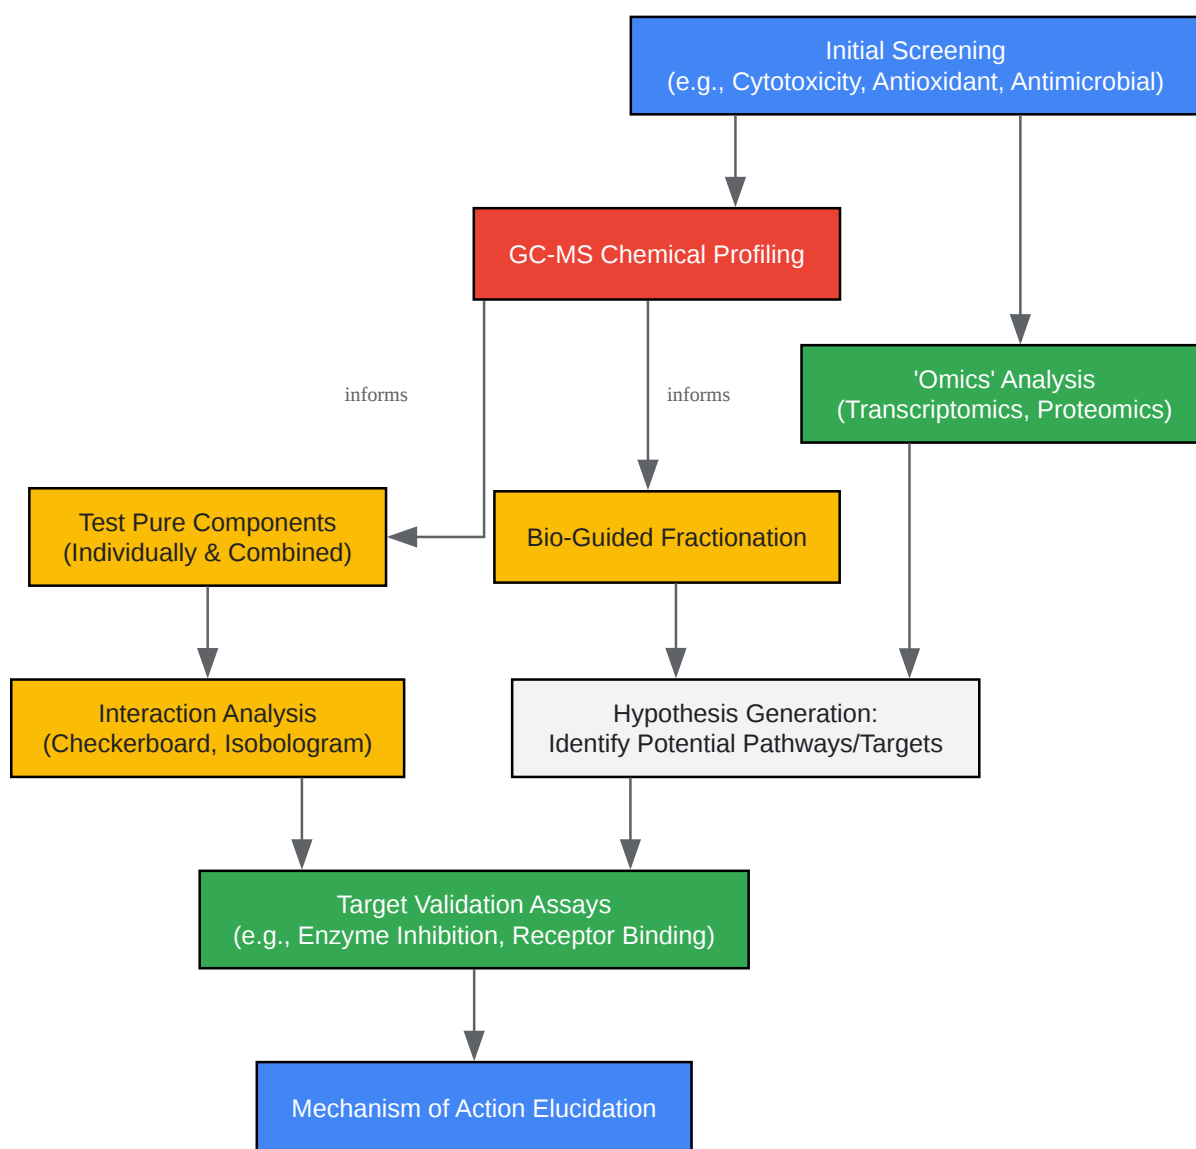 Initial Screening
(e.g., Cytotoxicity, Antioxidant, Antimicrobial)
GC-MS Chemical Profiling
informs
informs
'Omics' Analysis
(Transcriptomics, Proteomics)
Test Pure Components
(Individually & Combined)
Bio-Guided Fractionation
Interaction Analysis
(Checkerboard, Isobologram)
Hypothesis Generation:
Identify Potential Pathways/Targets
Target Validation Assays
(e.g., Enzyme Inhibition, Receptor Binding)
Mechanism of Action Elucidation